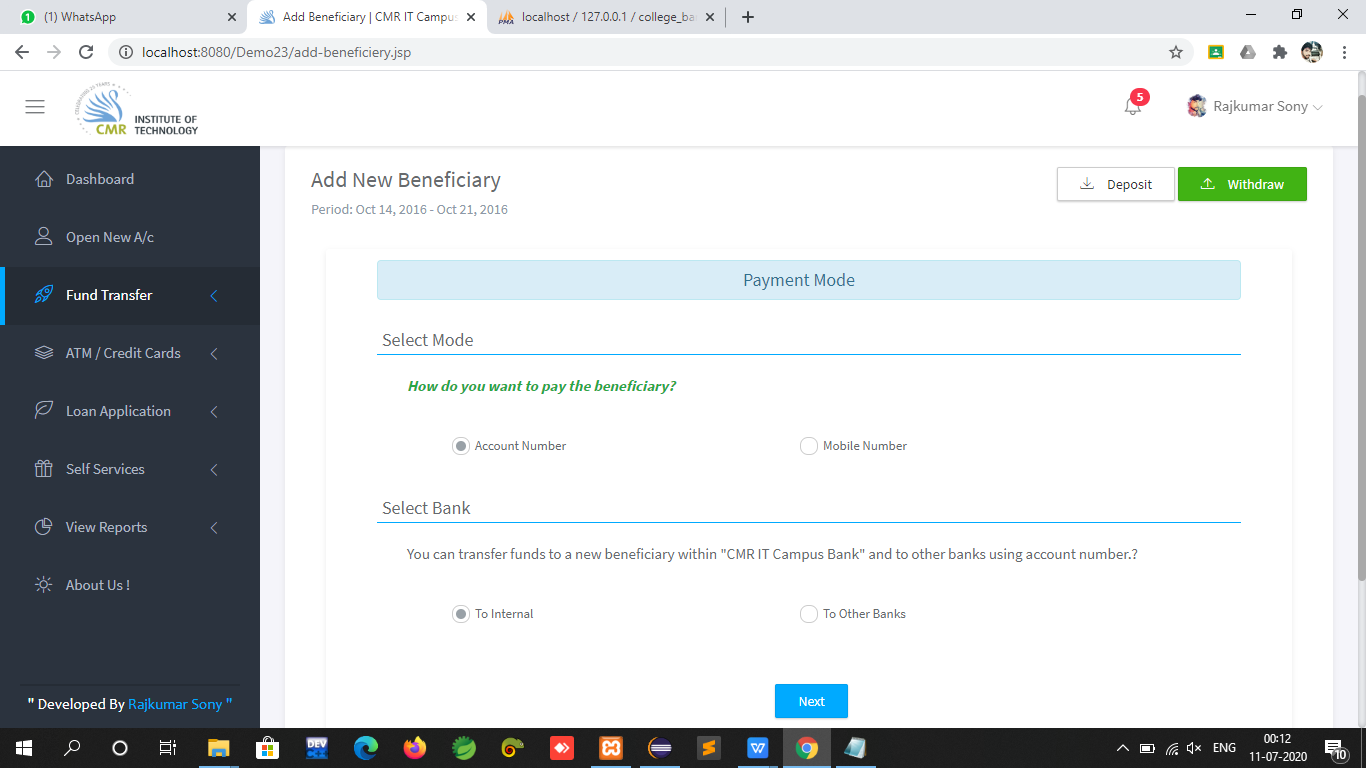 (1) WhatsApp
Add Beneficiary | CMR IT Campus
localhost / 127.0.0.1 / college_ba
localhost:8080/Demo23/add-beneficiery.jsp
CELEBRATING 25 YEARS
CMR
INSTITUTE OF
TECHNOLOGY
5
Rajkumar Sony
Dashboard
Open New A/c
Fund Transfer
ATM / Credit Cards
Loan Application
Self Services
View Reports
About Us !
" Developed By Rajkumar Sony "
Add New Beneficiary
Period: Oct 14, 2016 - Oct 21, 2016
Deposit
Withdraw
Payment Mode
Select Mode
How do you want to pay the beneficiary?
Account Number
Mobile Number
Select Bank
You can transfer funds to a new beneficiary within "CMR IT Campus Bank" and to other banks using account number.?
To Internal
To Other Banks
Next
DEV
ENG
00:12
11-07-2020
10